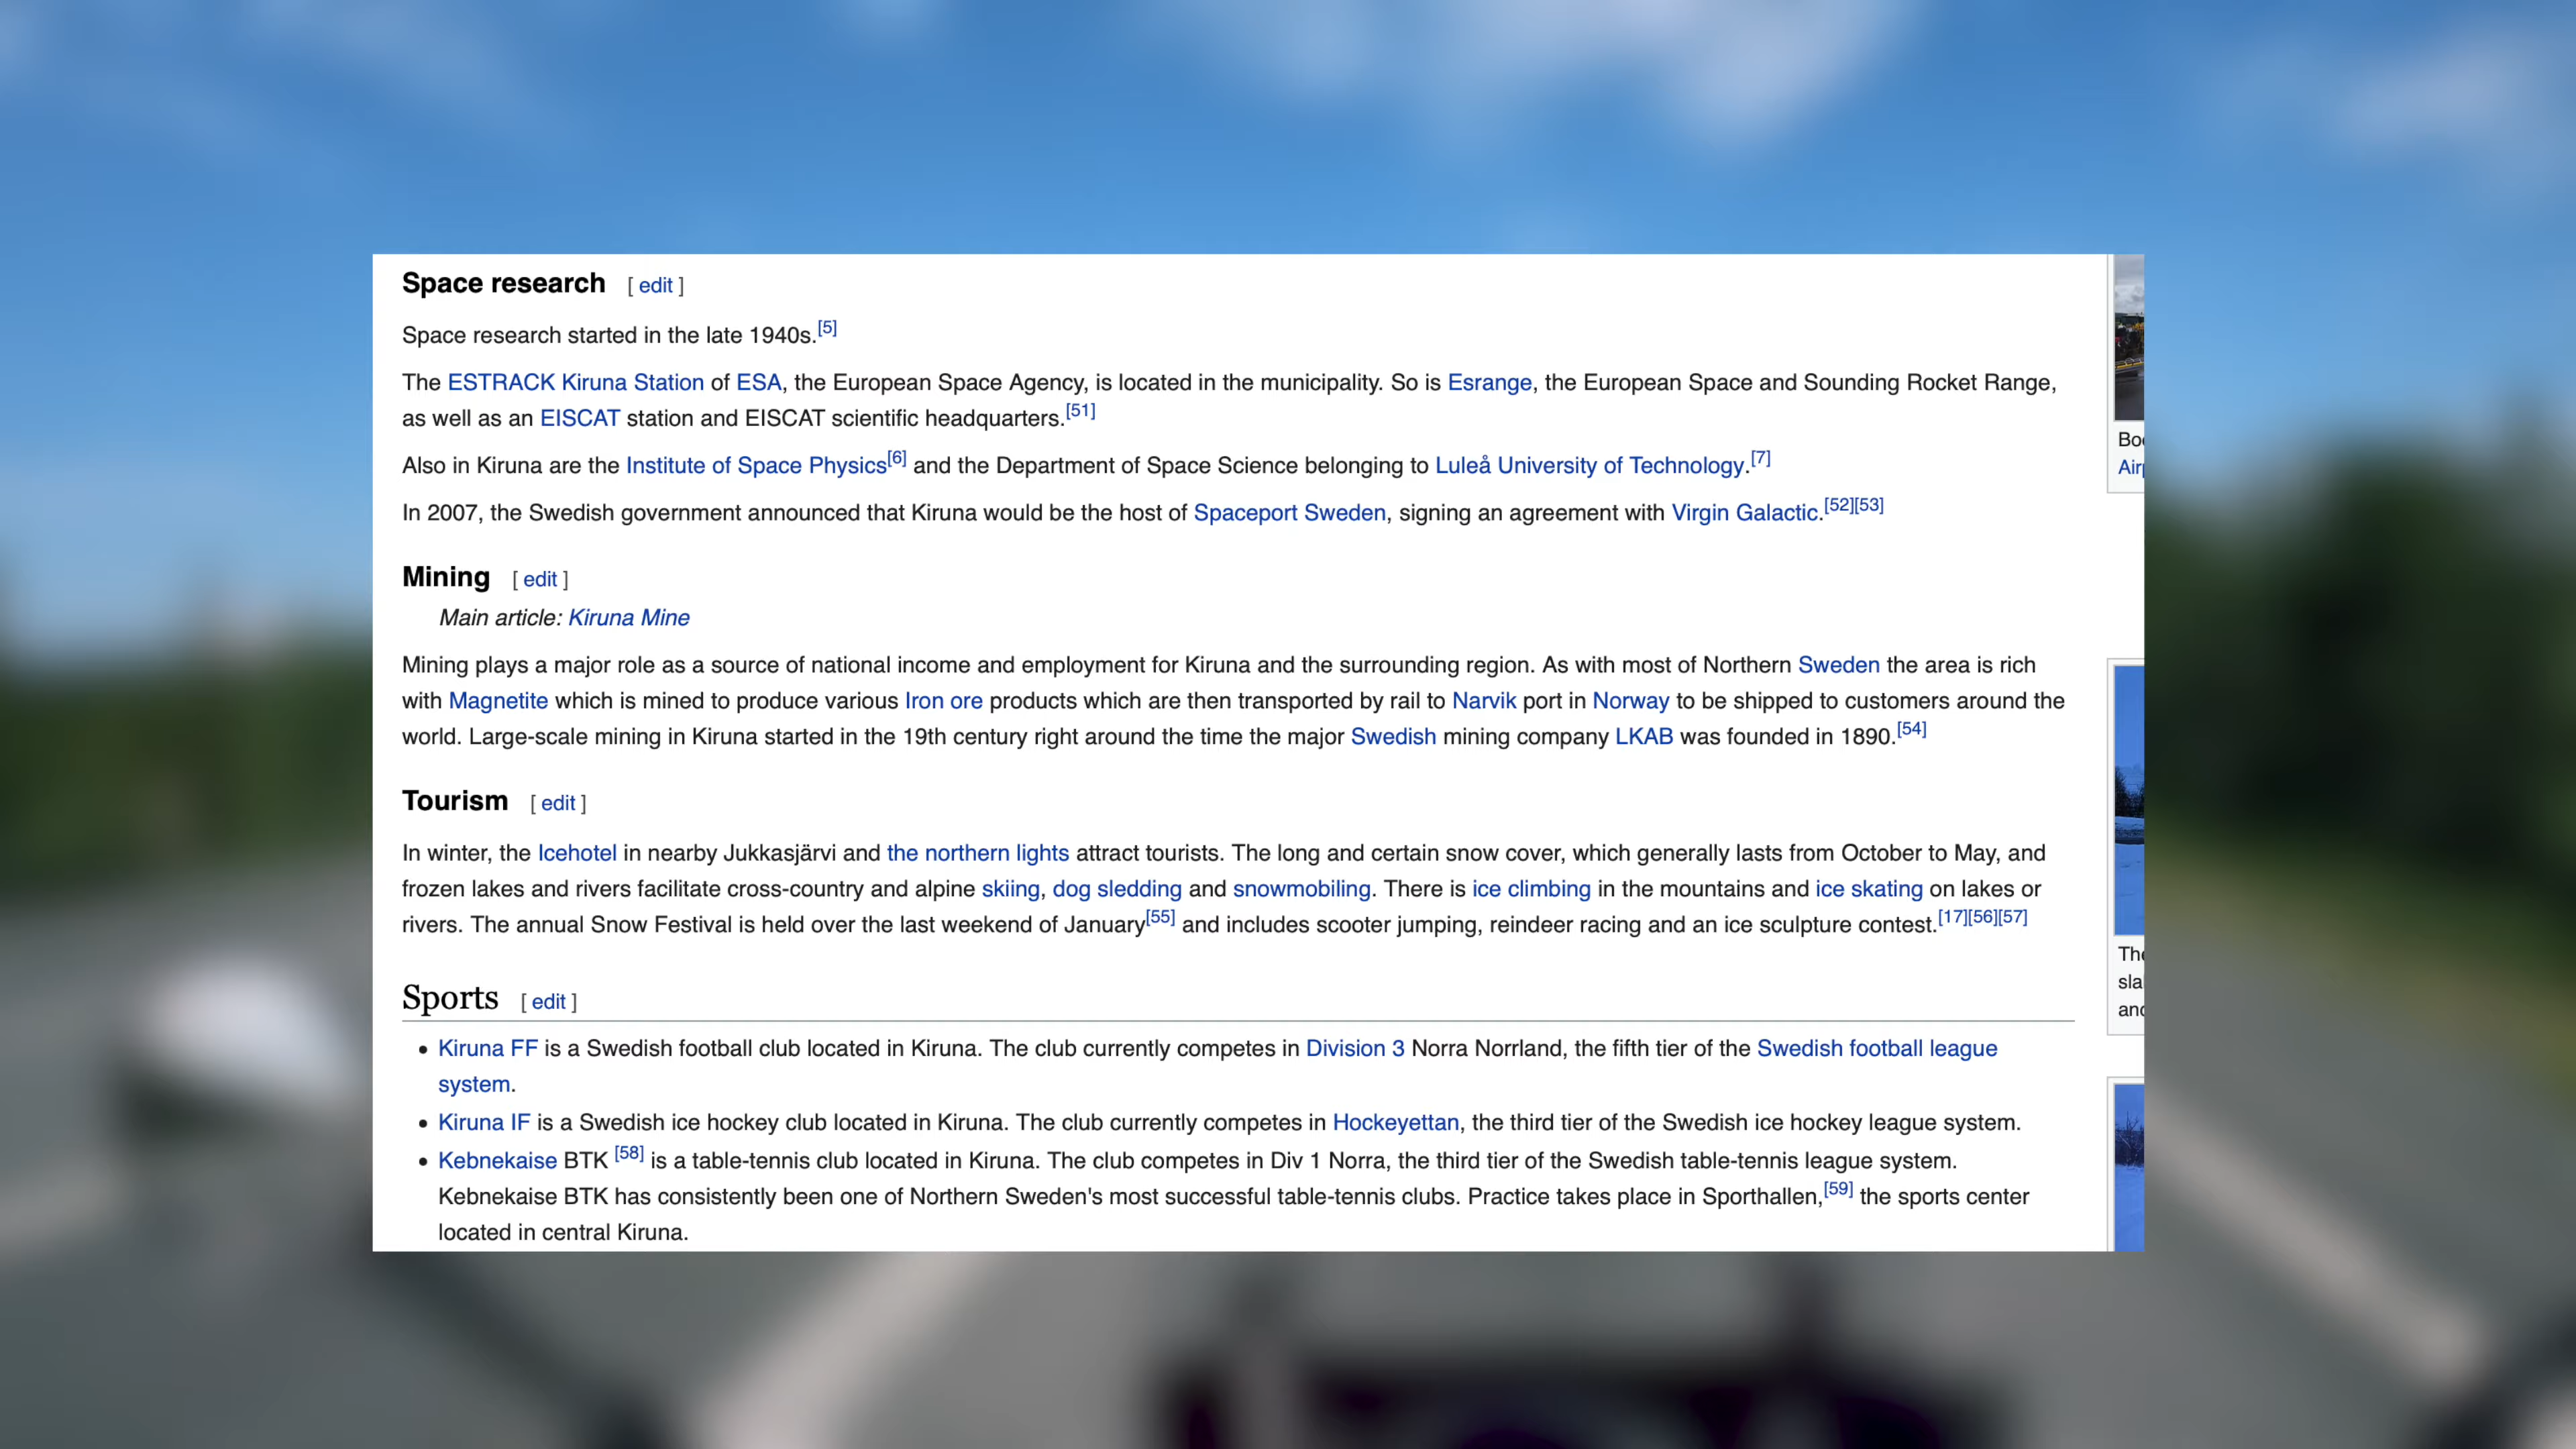 Space research [ edit ]
Space research started in the late 1940s.[5]
The ESTRACK Kiruna Station of ESA, the European Space Agency, is located in the municipality. So is Esrange, the European Space and Sounding Rocket Range,
as well as an EISCAT station and EISCAT scientific headquarters.[51]
Also in Kiruna are the Institute of Space Physics[6] and the Department of Space Science belonging to Luleå University of Technology.[7]
In 2007, the Swedish government announced that Kiruna would be the host of Spaceport Sweden, signing an agreement with Virgin Galactic.[52][53]
Mining [ edit ]
Main article: Kiruna Mine
Mining plays a major role as a source of national income and employment for Kiruna and the surrounding region. As with most of Northern Sweden the area is rich
with Magnetite which is mined to produce various Iron ore products which are then transported by rail to Narvik port in Norway to be shipped to customers around the
world. Large-scale mining in Kiruna started in the 19th century right around the time the major Swedish mining company LKAB was founded in 1890.[54]
Tourism [ edit ]
In winter, the Icehotel in nearby Jukkasjärvi and the northern lights attract tourists. The long and certain snow cover, which generally lasts from October to May, and
frozen lakes and rivers facilitate cross-country and alpine skiing, dog sledding and snowmobiling. There is ice climbing in the mountains and ice skating on lakes or
rivers. The annual Snow Festival is held over the last weekend of January[55] and includes scooter jumping, reindeer racing and an ice sculpture contest.[17][56][57]
Sports [ edit ]
• Kiruna FF is a Swedish football club located in Kiruna. The club currently competes in Division 3 Norra Norrland, the fifth tier of the Swedish football league
system.
• Kiruna IF is a Swedish ice hockey club located in Kiruna. The club currently competes in Hockeyettan, the third tier of the Swedish ice hockey league system.
• Kebnekaise BTK [58] is a table-tennis club located in Kiruna. The club competes in Div 1 Norra, the third tier of the Swedish table-tennis league system.
Kebnekaise BTK has consistently been one of Northern Sweden's most successful table-tennis clubs. Practice takes place in Sporthallen,[59] the sports center
located in central Kiruna.